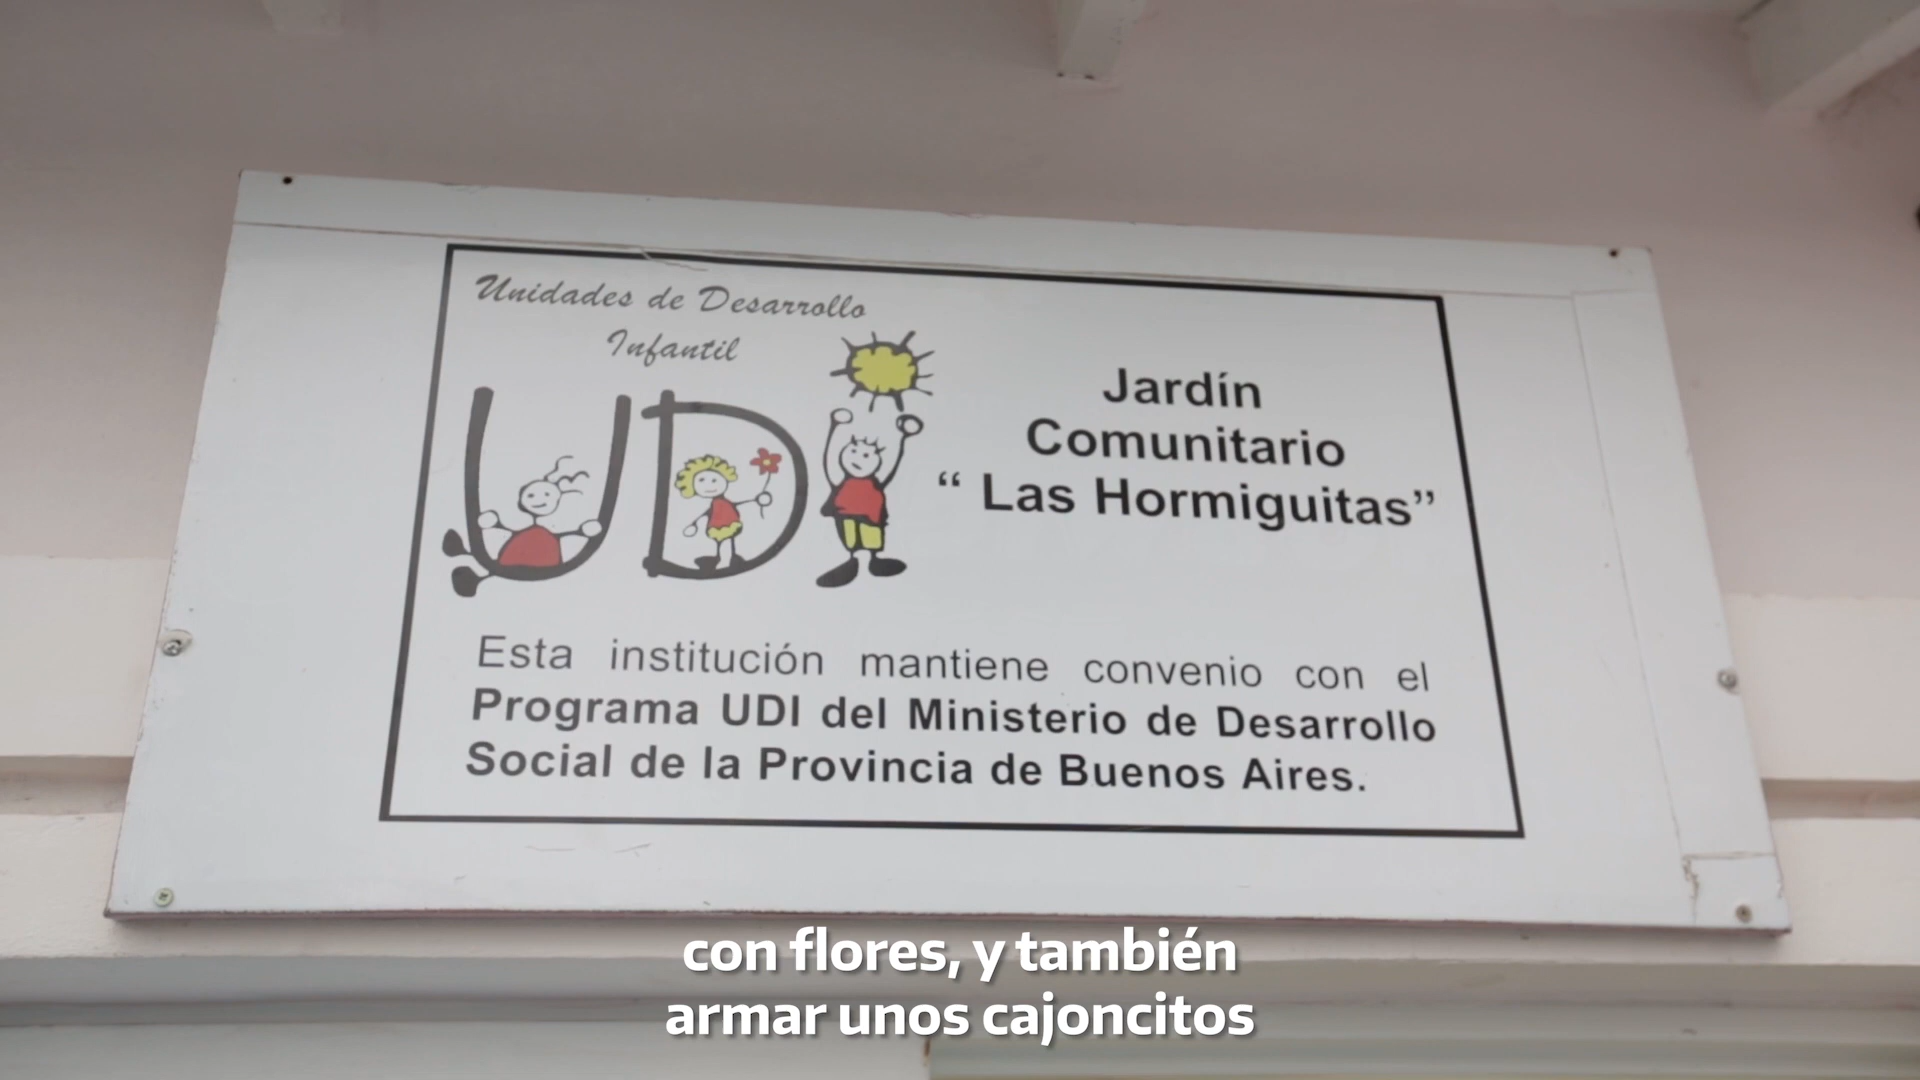 Unidades de Desarrollo
Infantil
UDI
Jardín
Comunitario
“ Las Hormiguitas”
Esta institución mantiene convenio con el
Programa UDI del Ministerio de Desarrollo
Social de la Provincia de Buenos Aires.
con flores, y también
armar unos cajoncitos